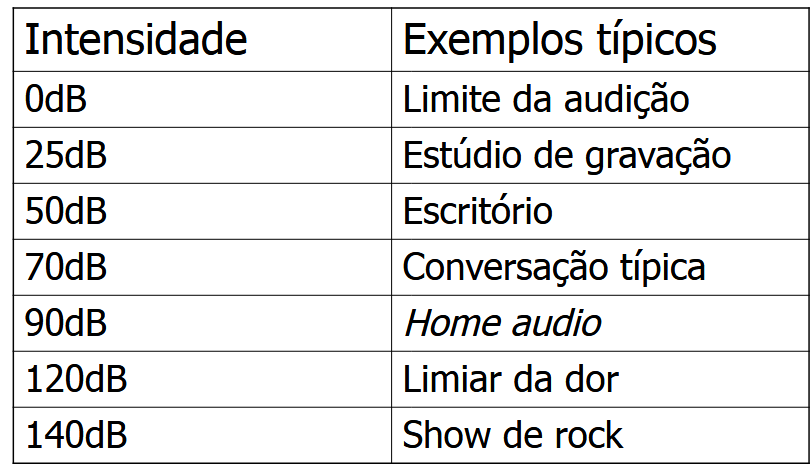 Intensidade Exemplos típicos
0dB Limite da audição
25dB Estúdio de gravação
50dB Escritório
70dB Conversação típica
90dB Home audio
120dB Limiar da dor
140dB Show de rock